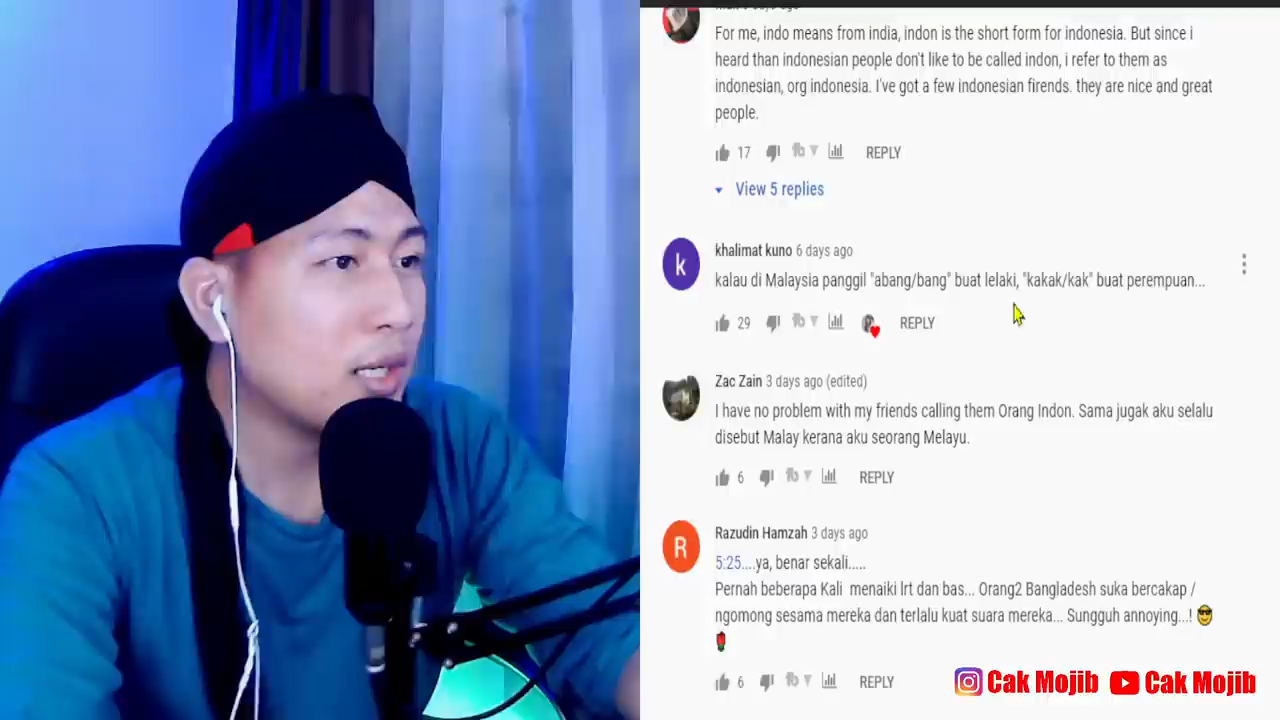 For me, indo means from india, indon is the short form for indonesia. But since i
heard than indonesian people don't like to be called indon, i refer to them as
indonesian, org indonesia. I've got a few indonesian firends. they are nice and great
people.
17 REPLY
View 5 replies
khalimat kuno 6 days ago
k
kalau di Malaysia panggil "abang/bang" buat lelaki, "kakak/kak" buat perempuan...
29 REPLY
Zac Zain 3 days ago (edited)
I have no problem with my friends calling them Orang Indon. Sama jugak aku selalu
disebut Malay kerana aku seorang Melayu.
6 REPLY
Razudin Hamzah 3 days ago
R
5:25....ya, benar sekali.....
Pernah beberapa Kali menaiki lrt dan bas... Orang2 Bangladesh suka bercakap /
ngomong sesama mereka dan terlalu kuat suara mereka... Sungguh annoying...! 😎
🌹
6 REPLY
Cak Mojib Cak Mojib